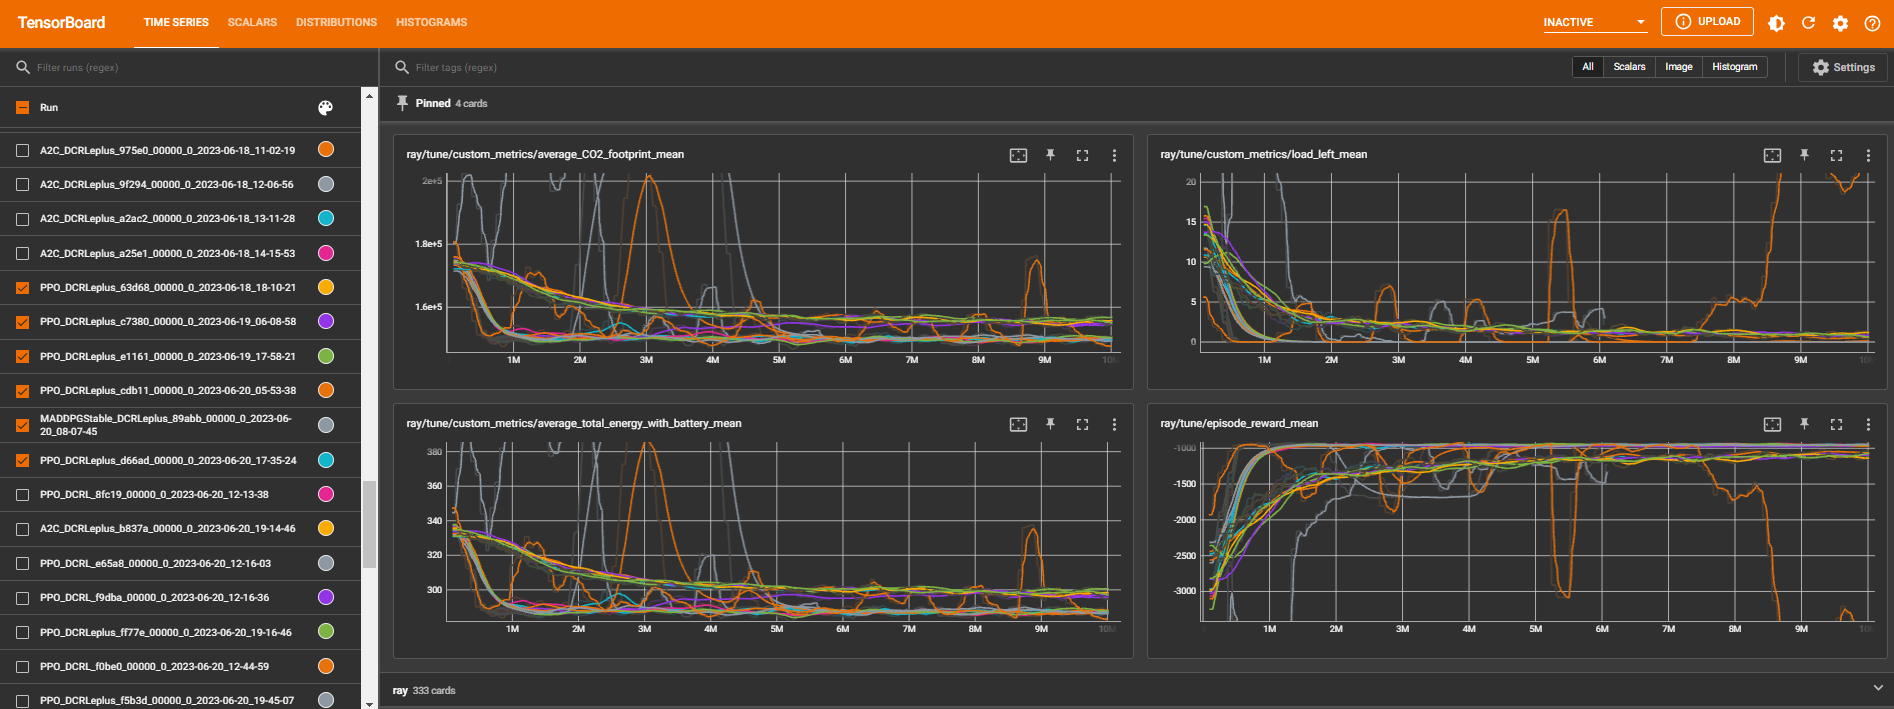 TensorBoard
TIME SERIES
SCALARS
DISTRIBUTIONS
HISTOGRAMS
INACTIVE
UPLOAD
Filter runs (regex)
Run
A2C_DCRLeplus_975e0_00000_0_2023-06-18_11-02-19
A2C_DCRLeplus_9f294_00000_0_2023-06-18_12-06-56
A2C_DCRLeplus_a2ac2_00000_0_2023-06-18_13-11-28
A2C_DCRLeplus_a25e1_00000_0_2023-06-18_14-15-53
PPO_DCRLeplus_63d68_00000_0_2023-06-18_18-10-21
PPO_DCRLeplus_c7380_00000_0_2023-06-19_06-08-58
PPO_DCRLeplus_e1161_00000_0_2023-06-19_17-58-21
PPO_DCRLeplus_cdb11_00000_0_2023-06-20_05-53-38
MADDPGStable_DCRLeplus_89abb_00000_0_2023-06-
20_08-07-45
PPO_DCRLeplus_d66ad_00000_0_2023-06-20_17-35-24
PPO_DCRL_8fc19_00000_0_2023-06-20_12-13-38
A2C_DCRLeplus_b837a_00000_0_2023-06-20_19-14-46
PPO_DCRL_e65a8_00000_0_2023-06-20_12-16-03
PPO_DCRL_f9dba_00000_0_2023-06-20_12-16-36
PPO_DCRLeplus_ff77e_00000_0_2023-06-20_19-16-46
PPO_DCRL_f0be0_00000_0_2023-06-20_12-44-59
PPO_DCRLeplus_f5b3d_00000_0_2023-06-20_19-45-07
Filter tags (regex)
All
Scalars
Image
Histogram
Settings
Pinned 4 cards
ray/tune/custom_metrics/average_CO2_footprint_mean
2e+5
1.8e+5
1.6e+5
1M 2M 3M 4M 5M 6M 7M 8M 9M 10M
ray/tune/custom_metrics/load_left_mean
20
15
10
5
0
1M 2M 3M 4M 5M 6M 7M 8M 9M
ray/tune/custom_metrics/average_total_energy_with_battery_mean
380
360
340
320
300
1M 2M 3M 4M 5M 6M 7M 8M 9M 10M
ray/tune/episode_reward_mean
-1000
-1500
-2000
-2500
-3000
1M 2M 3M 4M 5M 6M 7M 8M 9M
ray 333 cards